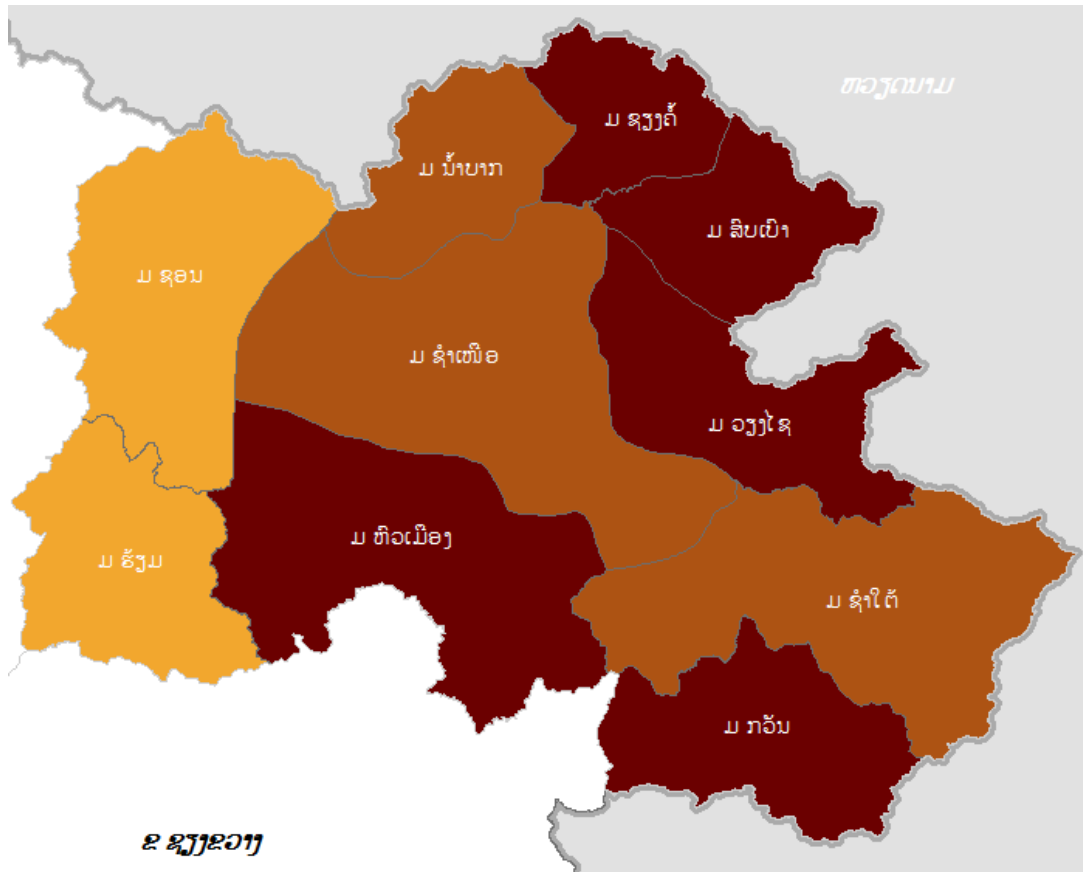 ຫວຽດນາມ
ມ ຊຽງຄໍ້
ມ ນ້ຳບາກ
ມ ສົບເບົາ
ມ ຊອນ
ມ ຊຳເໜືອ
ມ ວຽງໄຊ
ມ ຫົວເມືອງ
ມ ຮ້ຽມ
ມ ຊຳໃຕ້
ມ ກວັນ
ຂ ຊຽງຂວາງ